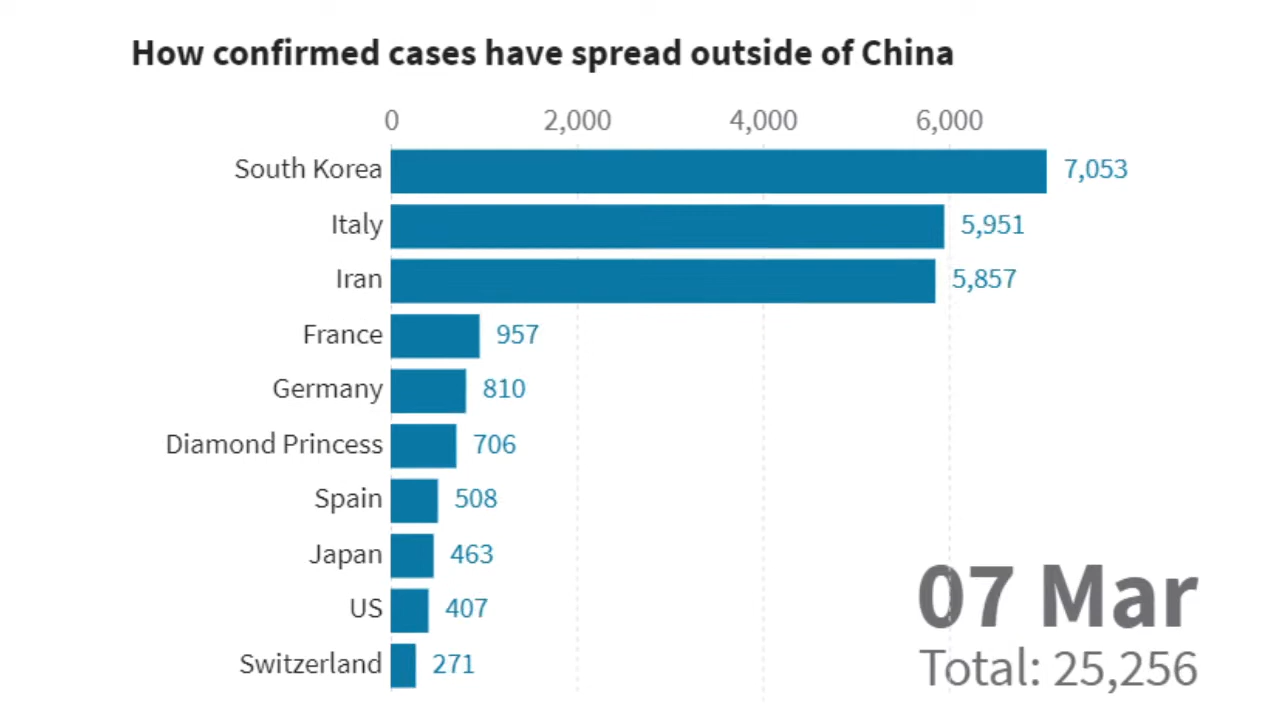 How confirmed cases have spread outside of China
0 2,000 4,000 6,000
South Korea 7,053
Italy 5,951
Iran 5,857
France 957
Germany 810
Diamond Princess 706
Spain 508
Japan 463
US 407
Switzerland 271
07 Mar
Total: 25,256